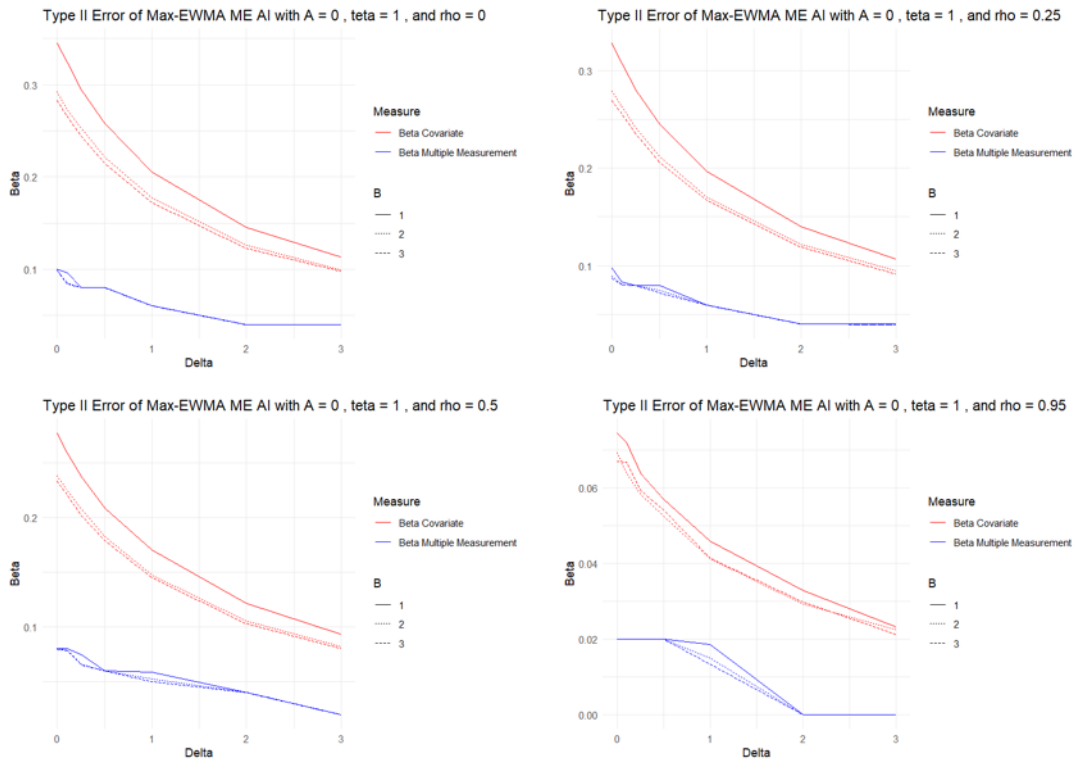 Type II Error of Max-EWMA ME AI with A = 0 , teta = 1 , and rho = 0
0.3
0.2
0.1
Beta
0 1 2 3
Delta
Measure
Beta Covariate
Beta Multiple Measurement
B
1
2
3
Type II Error of Max-EWMA ME AI with A = 0 , teta = 1 , and rho = 0.25
0.3
0.2
0.1
Beta
0 1 2 3
Delta
Measure
Beta Covariate
Beta Multiple Measurement
B
1
2
3
Type II Error of Max-EWMA ME AI with A = 0 , teta = 1 , and rho = 0.5
0.2
0.1
Beta
0 1 2 3
Delta
Measure
Beta Covariate
Beta Multiple Measurement
B
1
2
3
Type II Error of Max-EWMA ME AI with A = 0 , teta = 1 , and rho = 0.95
0.06
0.04
0.02
0.00
Beta
0 1 2 3
Delta
Measure
Beta Covariate
Beta Multiple Measurement
B
1
2
3